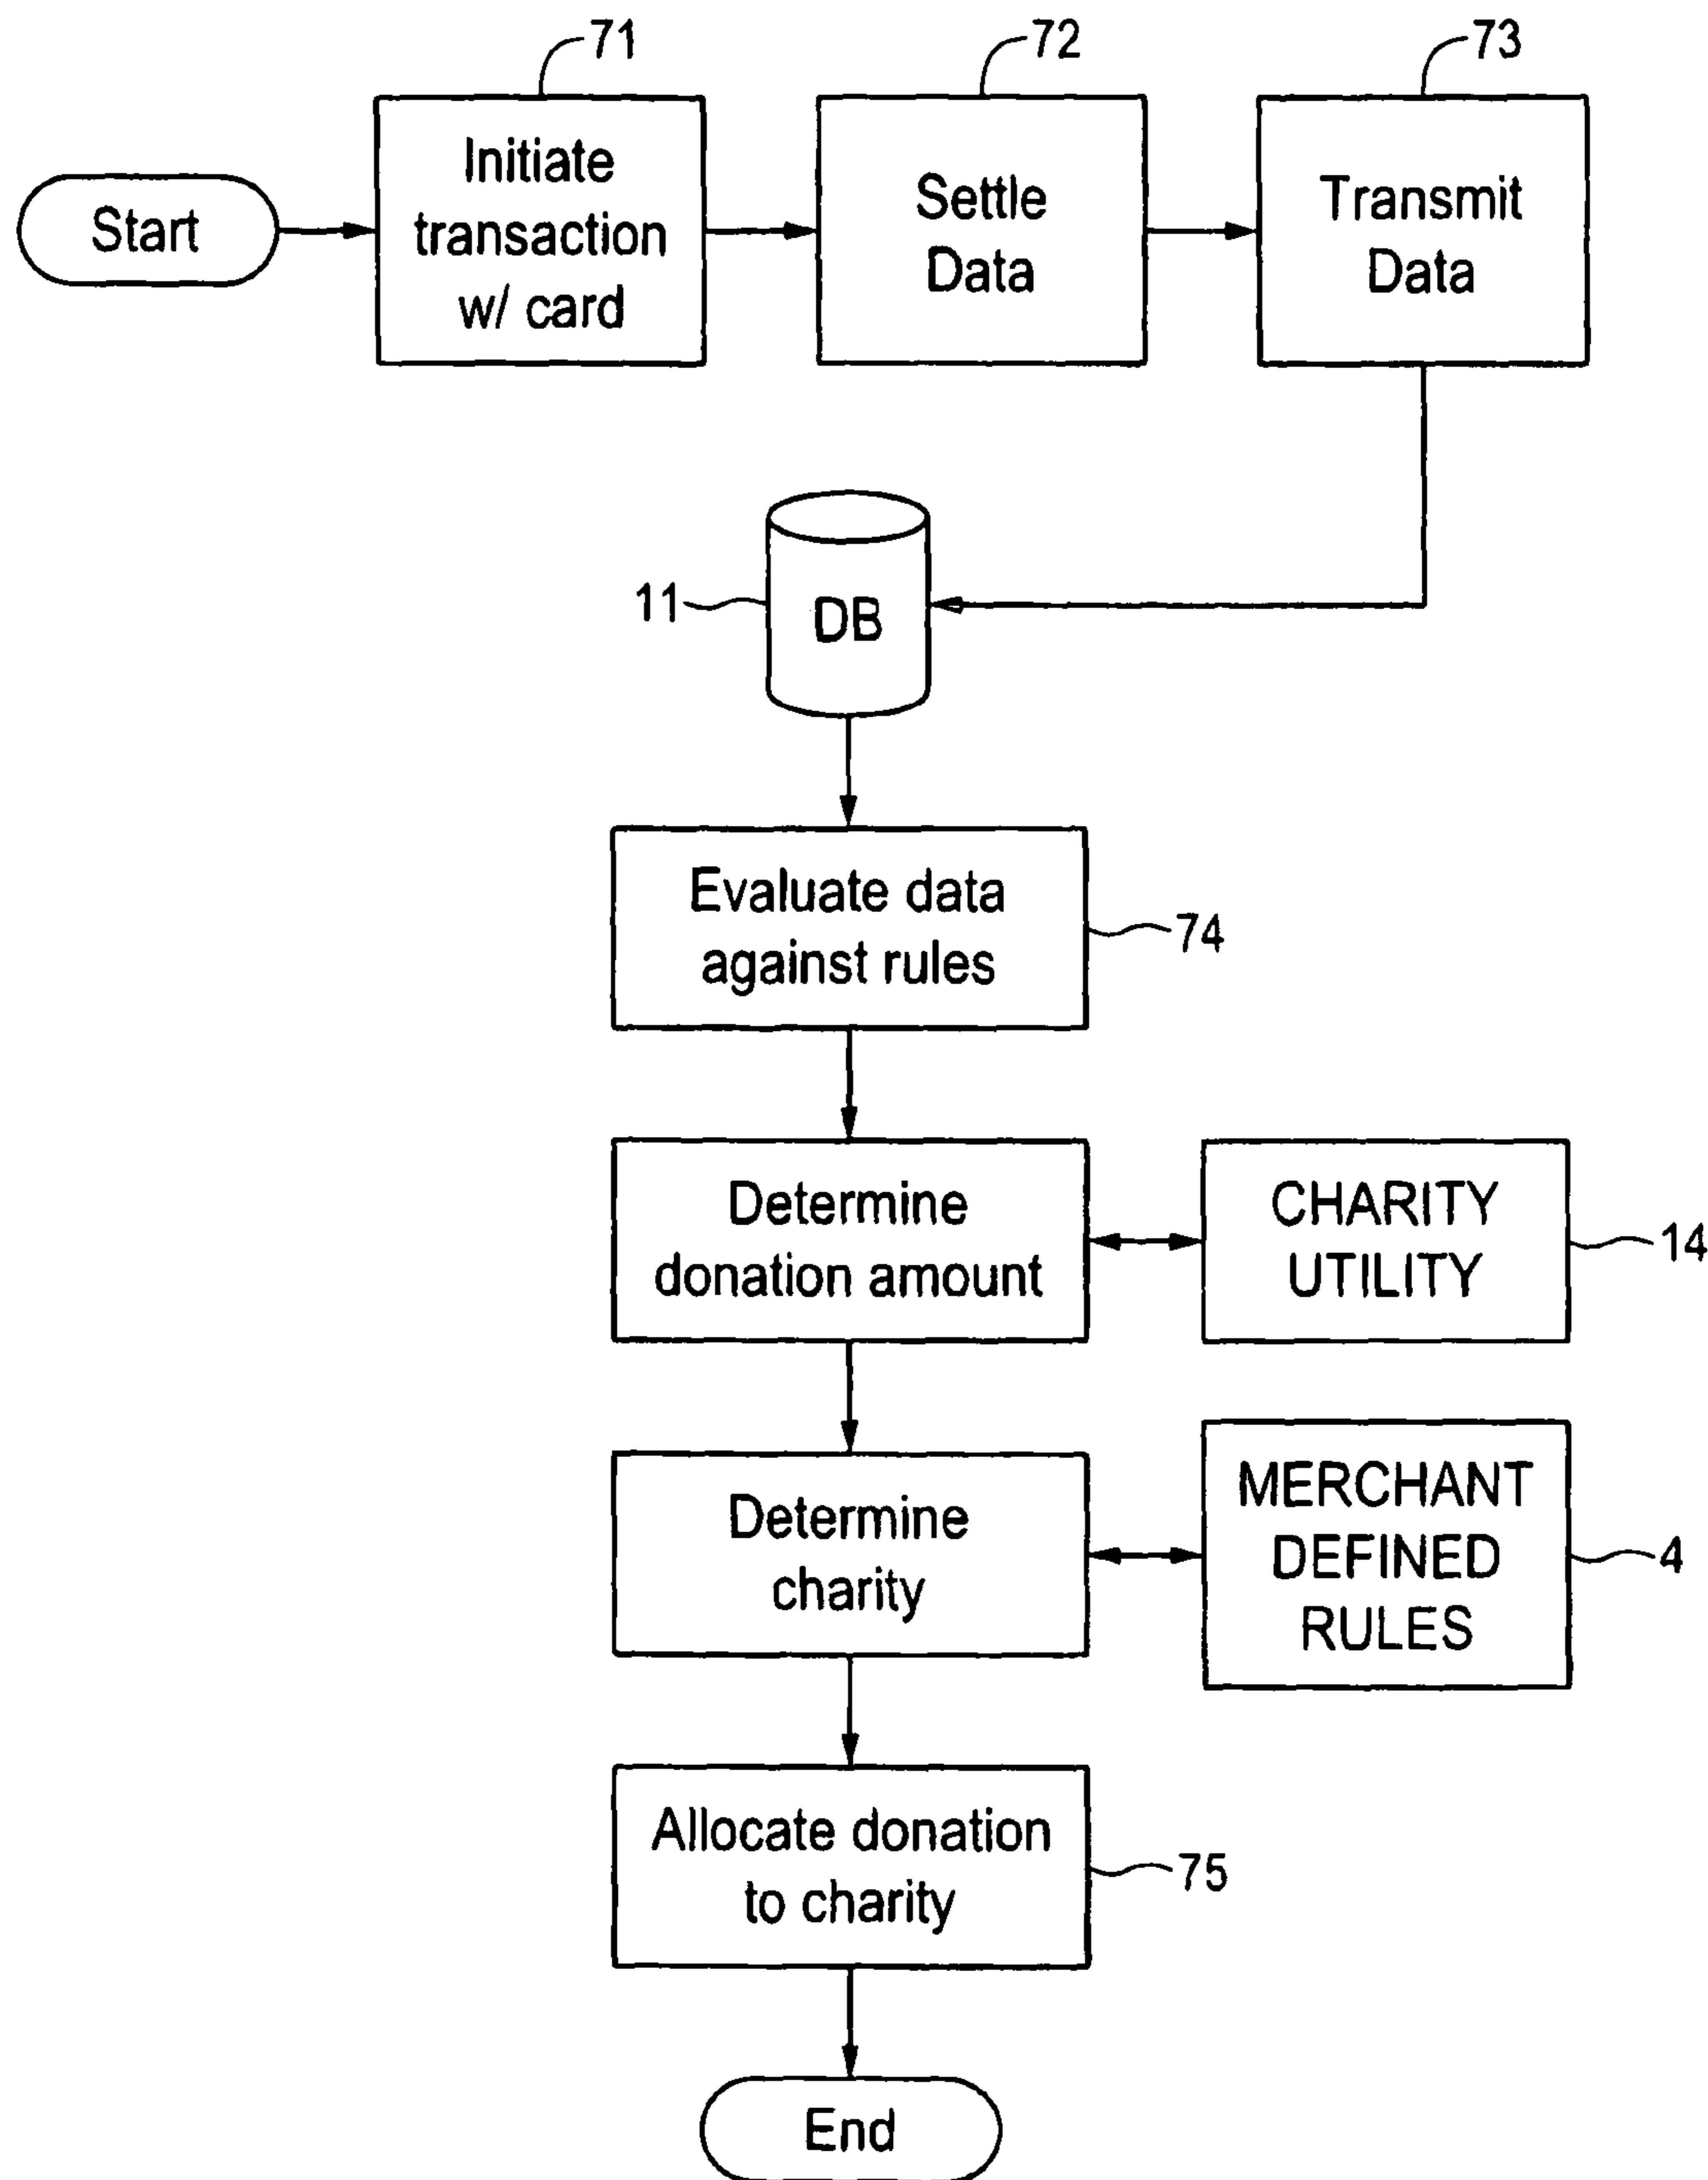 71
72
73
Start
Initiate
transaction
w/ card
Settle
Data
Transmit
Data
11
DB
Evaluate data
against rules
74
Determine
donation amount
CHARITY
UTILITY
14
Determine
charity
MERCHANT
DEFINED
RULES
4
Allocate donation
to charity
75
End